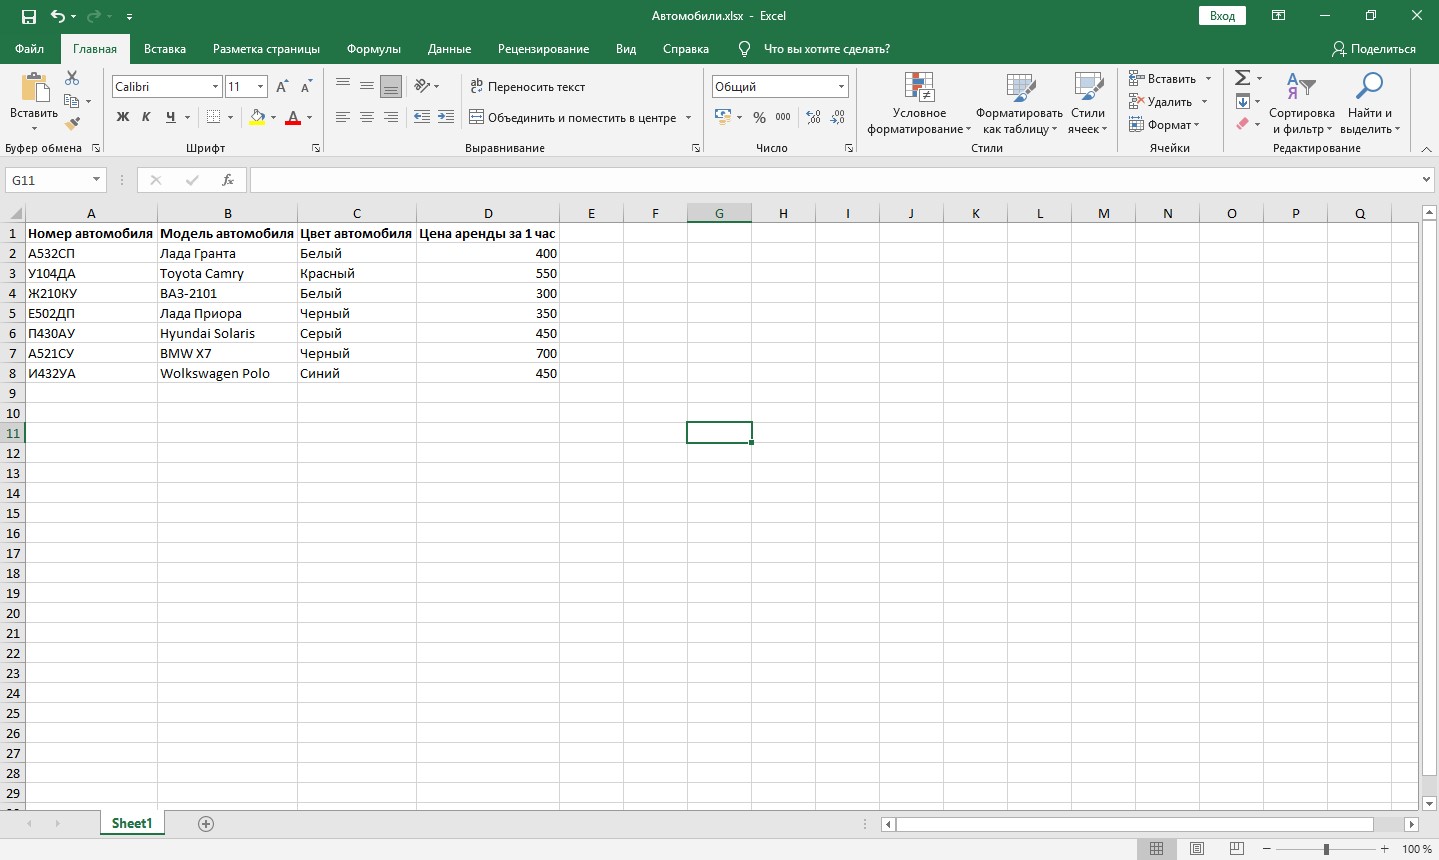 Автомобили.xlsx - Excel
Вход
Файл Главная Вставка Разметка страницы Формулы Данные Рецензирование Вид Справка Что вы хотите сделать? Поделиться
Вставить
Буфер обмена
Calibri 11
Ж К Ч A
Шрифт
Переносить текст
Объединить и поместить в центре
Выравнивание
Общий
% 000
Число
Условное форматирование
Форматировать как таблицу
Стили ячеек
Стили
Вставить
Удалить
Формат
Ячейки
Сортировка и фильтр
Найти и выделить
Редактирование
G11 fx
A B C D E F G H I J K L M N O P Q
1 Номер автомобиля Модель автомобиля Цвет автомобиля Цена аренды за 1 час
2 А532СП Лада Гранта Белый 400
3 У104ДА Toyota Camry Красный 550
4 Ж210КУ ВАЗ-2101 Белый 300
5 Е502ДП Лада Приора Черный 350
6 П430АУ Hyundai Solaris Серый 450
7 А521СУ BMW X7 Черный 700
8 И432УА Wolkswagen Polo Синий 450
9
10
11
12
13
14
15
16
17
18
19
20
21
22
23
24
25
26
27
28
29
Sheet1
100 %